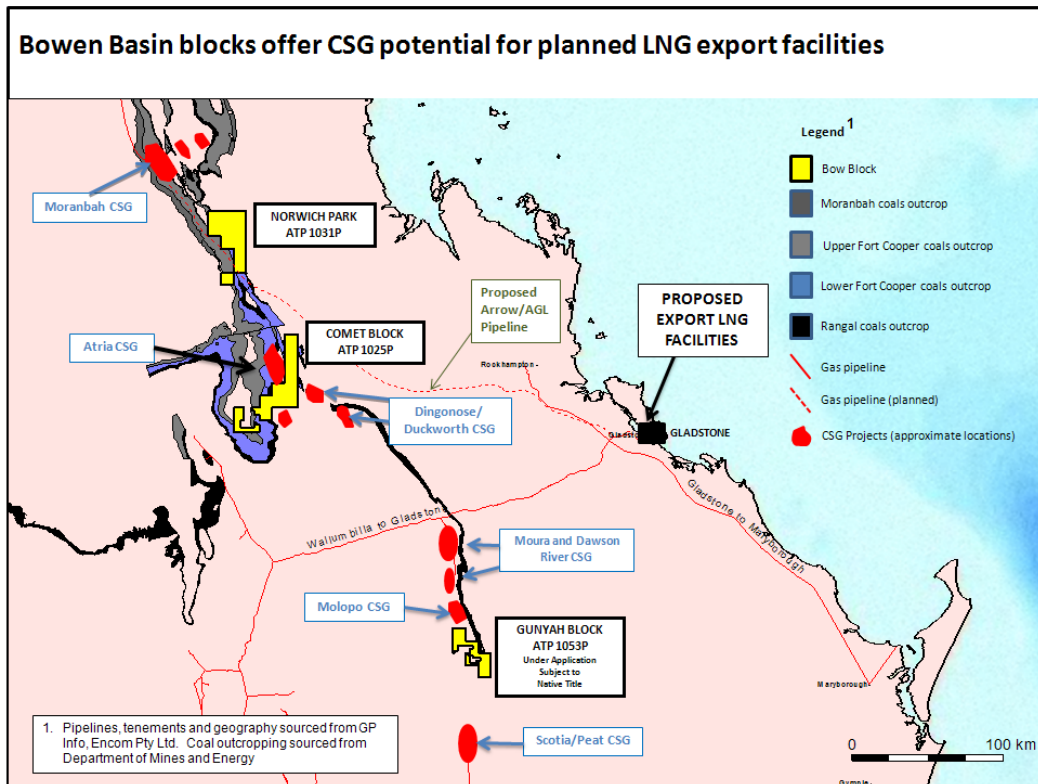 Bowen Basin blocks offer CSG potential for planned LNG export facilities
Legend 1
Bow Block
Moranbah coals outcrop
Upper Fort Cooper coals outcrop
Lower Fort Cooper coals outcrop
Rangal coals outcrop
Gas pipeline
Gas pipeline (planned)
CSG Projects (approximate locations)
Moranbah CSG
NORWICH PARK
ATP 1031P
Proposed
Arrow/AGL
Pipeline
PROPOSED
EXPORT LNG
FACILITIES
COMET BLOCK
ATP 1025P
Atria CSG
Rookhampton
Dingonose/
Duckworth CSG
GLADSTONE
Wallumbilla to Gladstone
Gladstone to Maryborough
Moura and Dawson
River CSG
Molopo CSG
GUNYAH BLOCK
ATP 1053P
Under Application
Subject to
Native Title
Maryborough
1. Pipelines, tenements and geography sourced from GP
Info, Encom Pty Ltd. Coal outcropping sourced from
Department of Mines and Energy
Scotia/Peat CSG
0 100 km